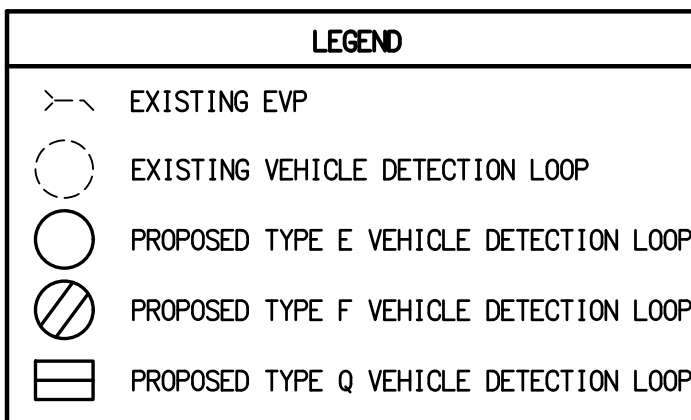 LEGEND
EXISTING EVP
EXISTING VEHICLE DETECTION LOOP
PROPOSED TYPE E VEHICLE DETECTION LOOP
PROPOSED TYPE F VEHICLE DETECTION LOOP
PROPOSED TYPE Q VEHICLE DETECTION LOOP